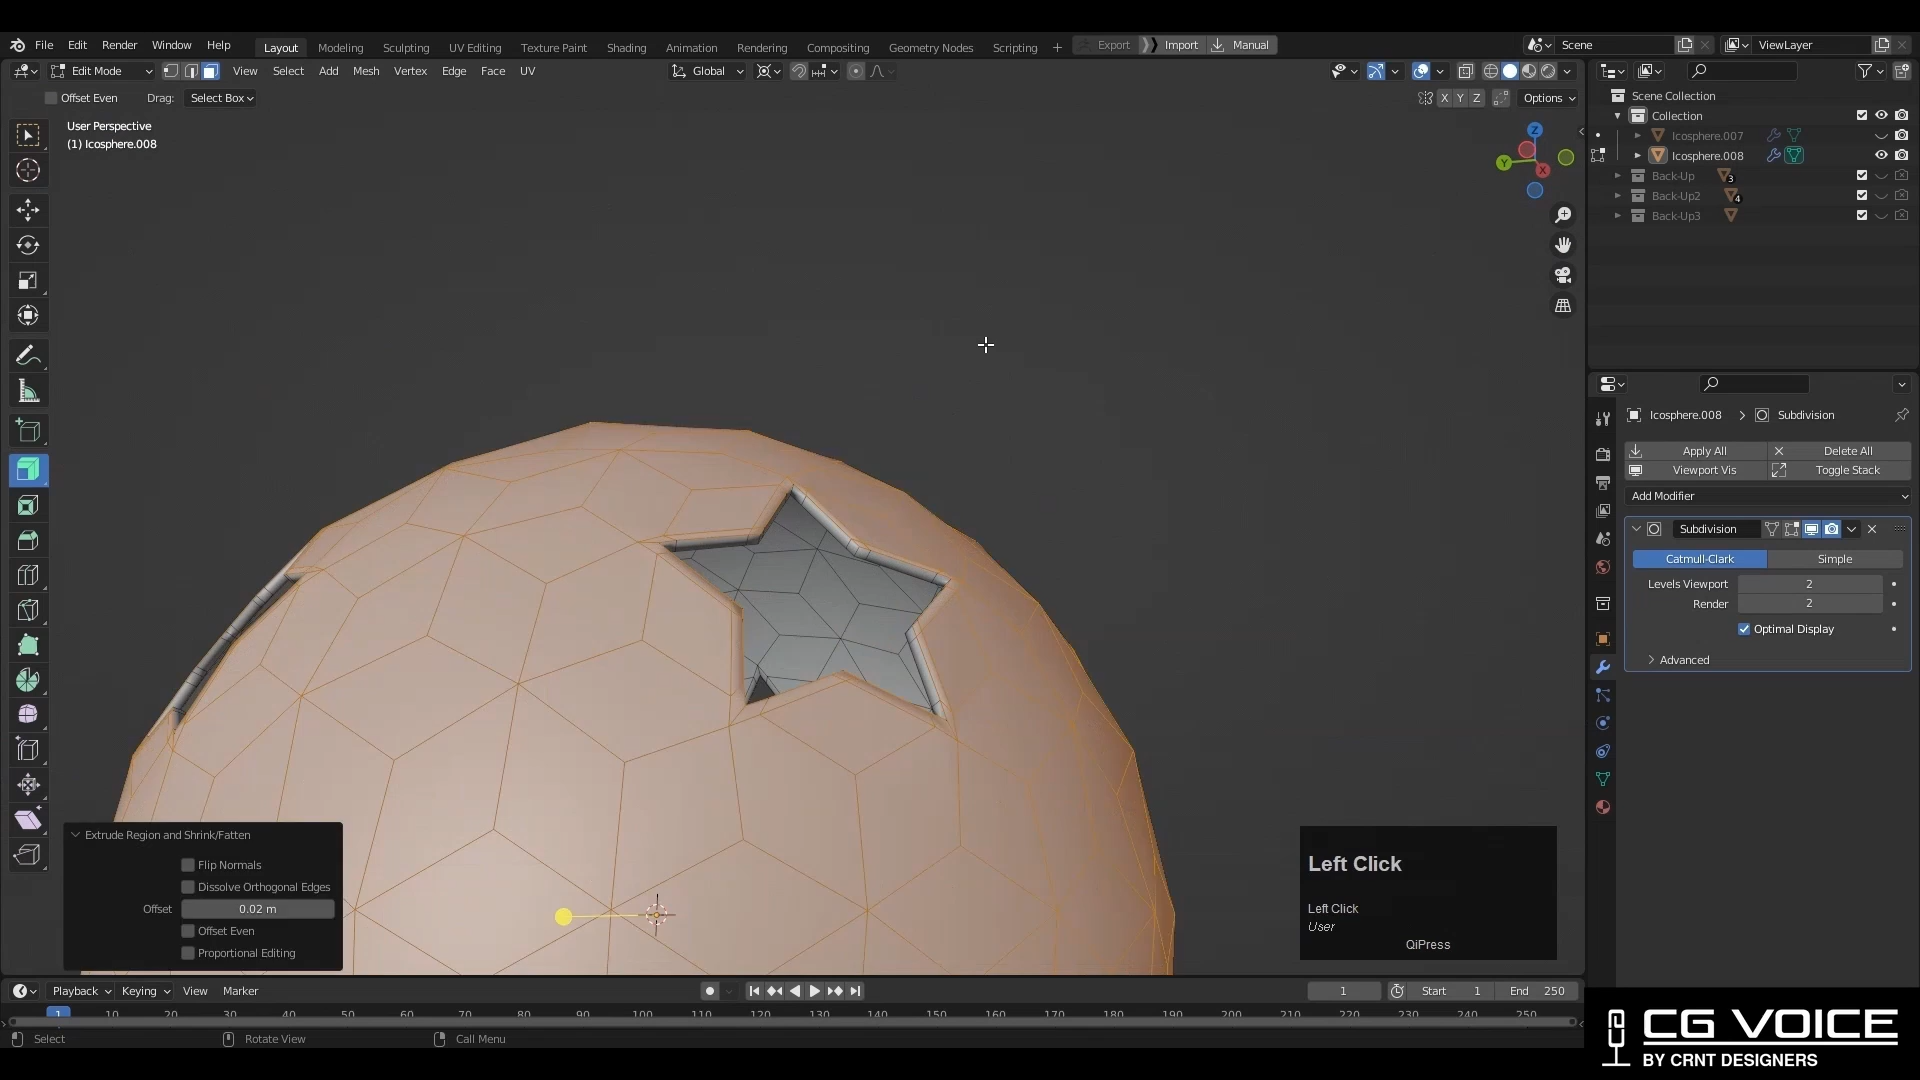 File Edit Render Window Help Layout Modeling Sculpting UV Editing Texture Paint Shading Animation Rendering Compositing Geometry Nodes Scripting + Export Import Manual Scene ViewLayer
Edit Mode View Select Add Mesh Vertex Edge Face UV Global
Offset Even Drag: Select Box X Y Z Options
User Perspective
(1) Icosphere.008
Z
Y
X
Scene Collection
Collection
Icosphere.007
Icosphere.008
Back-Up 3
Back-Up2 4
Back-Up3
Icosphere.008 > Subdivision
Apply All Delete All
Viewport Vis Toggle Stack
Add Modifier
Subdivision
Catmull-Clark Simple
Levels Viewport 2
Render 2
Optimal Display
Advanced
Extrude Region and Shrink/Fatten
Flip Normals
Dissolve Orthogonal Edges
Offset 0.02 m
Offset Even
Proportional Editing
Left Click
Left Click
User
QiPress
Playback Keying View Marker 1 Start 1 End 250
1 10 20 30 40 50 60 70 80 90 100 110 120 130 140 150 160 170 180 190 200 210 220 230 240 250
Select Rotate View Call Menu
CG VOICE
BY CRNT DESIGNERS